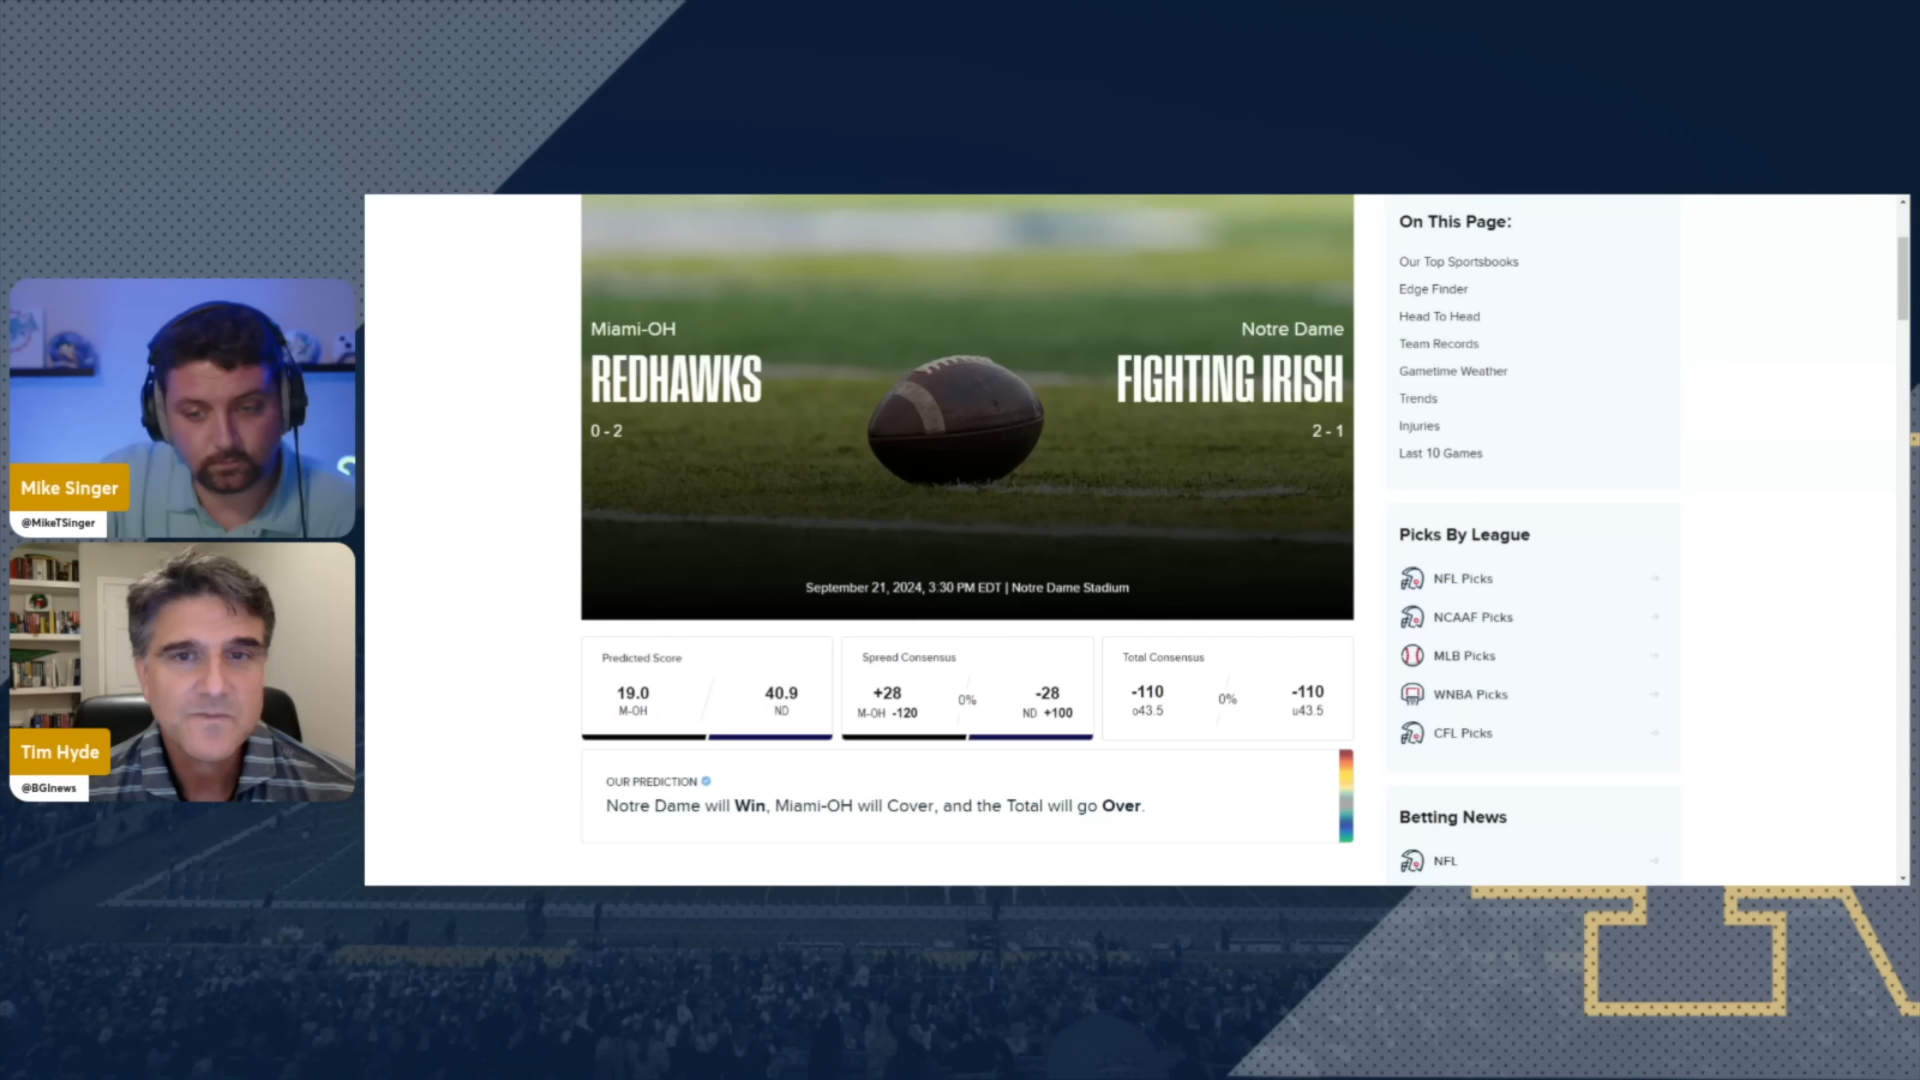 Mike Singer
@MikeTSinger
Tim Hyde
@BGInews
Miami-OH
REDHAWKS
0 - 2
Notre Dame
FIGHTING IRISH
2 - 1
September 21, 2024, 3:30 PM EDT | Notre Dame Stadium
Predicted Score
19.0
M-OH
40.9
ND
Spread Consensus
+28
M-OH -120
0%
-28
ND +100
Total Consensus
-110
o43.5
0%
-110
u43.5
OUR PREDICTION
Notre Dame will Win, Miami-OH will Cover, and the Total will go Over.
On This Page:
Our Top Sportsbooks
Edge Finder
Head To Head
Team Records
Gametime Weather
Trends
Injuries
Last 10 Games
Picks By League
NFL Picks
NCAAF Picks
MLB Picks
WNBA Picks
CFL Picks
Betting News
NFL